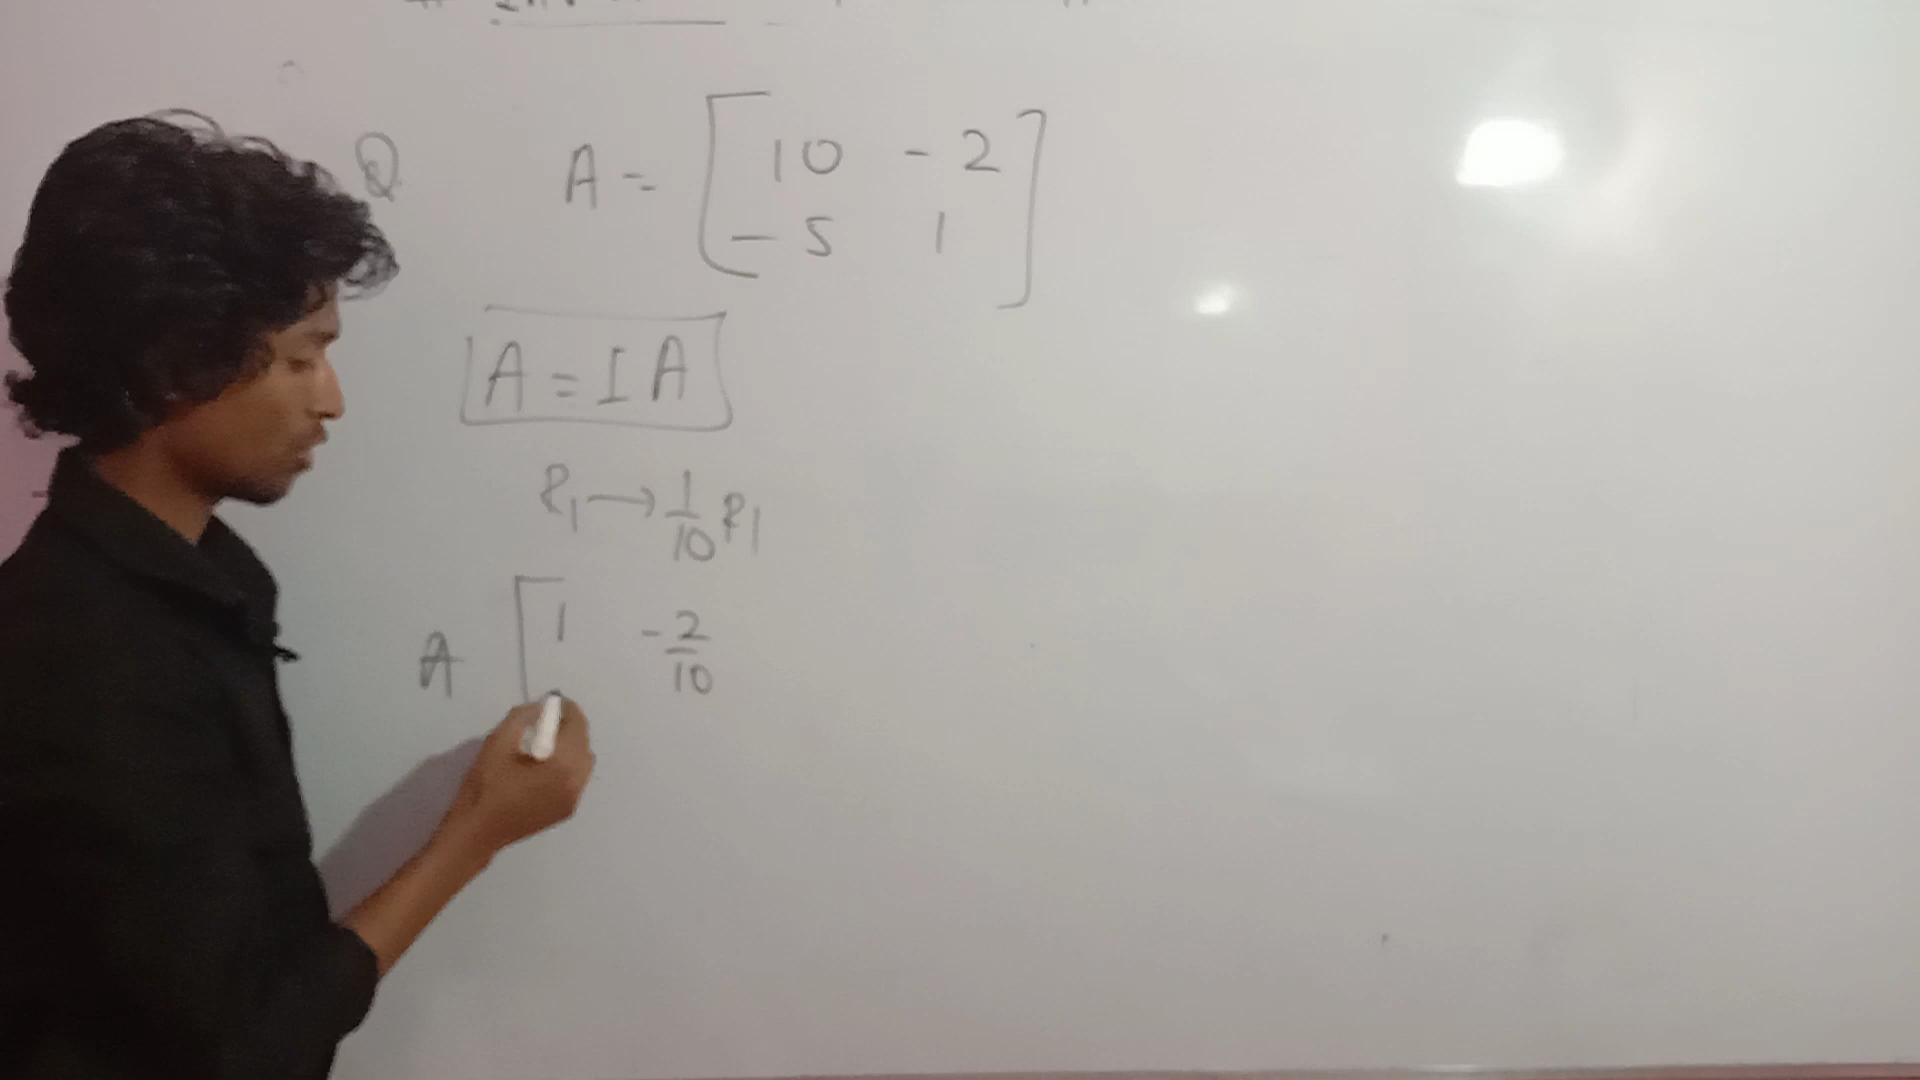 Q A = [ 10 - 2
- 5 1 ]
A = I A
R1 → 1/10 R1
A [ 1 - 2/10